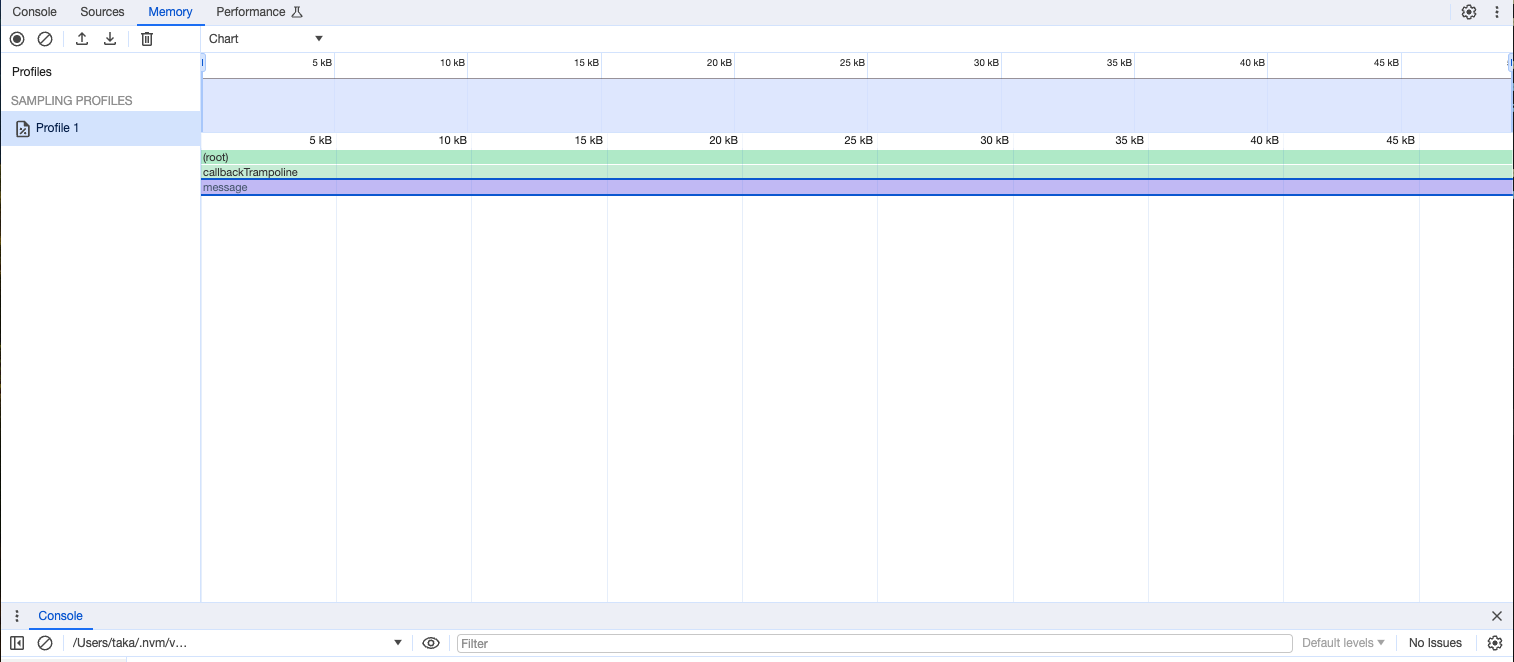 Console Sources Memory Performance
Chart
Profiles
SAMPLING PROFILES
Profile 1
5 kB 10 kB 15 kB 20 kB 25 kB 30 kB 35 kB 40 kB 45 kB
5 kB 10 kB 15 kB 20 kB 25 kB 30 kB 35 kB 40 kB 45 kB
(root)
callbackTrampoline
message
Console
/Users/taka/.nvm/v… Filter Default levels No Issues